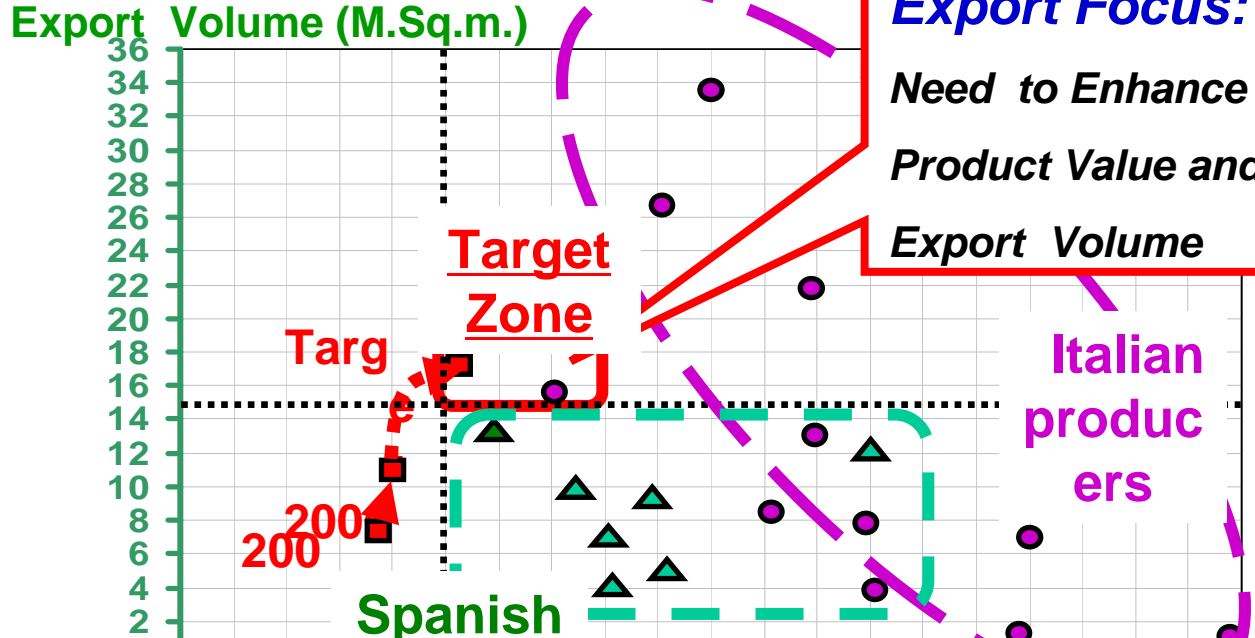 Export Volume (M.Sq.m.)
Export Focus:
Need to Enhance
Product Value and
Export Volume
36
34
32
30
28
26
24
22
20
18
16
14
12
10
8
6
4
2
Target
Zone
Targ
e
200
200
Italian
produc
ers
Spanish